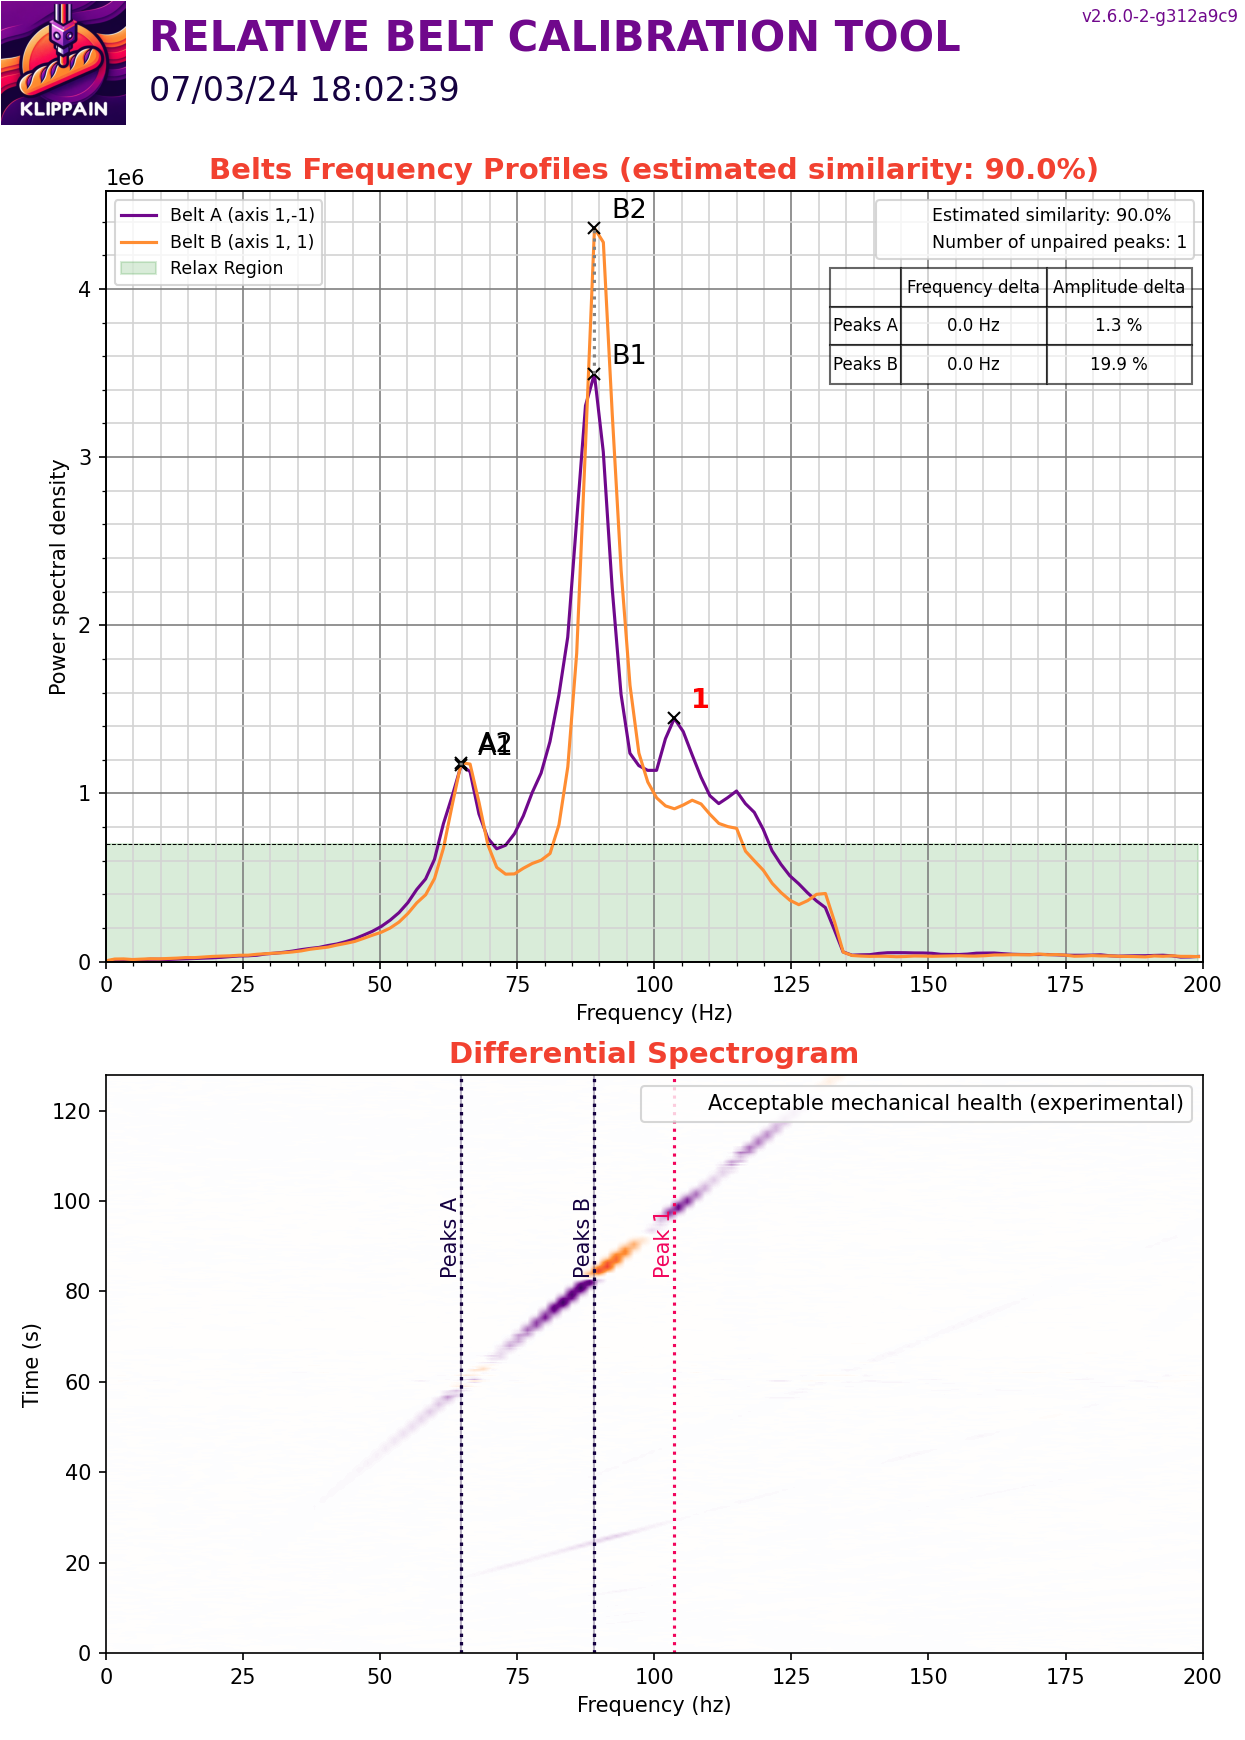 KLIPPAIN
RELATIVE BELT CALIBRATION TOOL
v2.6.0-2-g312a9c9
07/03/24 18:02:39
Belts Frequency Profiles (estimated similarity: 90.0%)
1e6
Belt A (axis 1,-1)
Belt B (axis 1, 1)
Relax Region
Estimated similarity: 90.0%
Number of unpaired peaks: 1
Frequency delta Amplitude delta
Peaks A 0.0 Hz 1.3 %
Peaks B 0.0 Hz 19.9 %
B2
B1
1
A2
A1
Power spectral density
4
3
2
1
0
0 25 50 75 100 125 150 175 200
Frequency (Hz)
Differential Spectrogram
Acceptable mechanical health (experimental)
Peaks A
Peaks B
Peak 1
Time (s)
120
100
80
60
40
20
0
0 25 50 75 100 125 150 175 200
Frequency (hz)